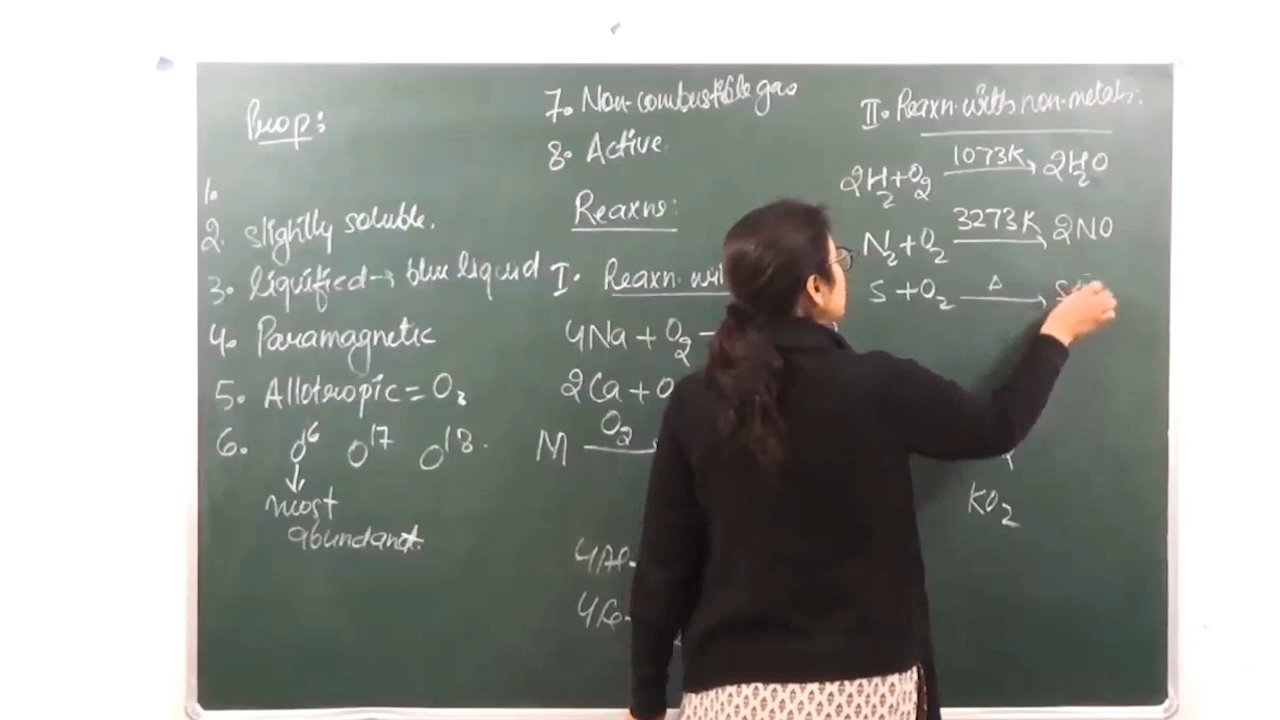 Prop:
1.
2. slightly soluble.
3. liquified → blue liquid
4. Paramagnetic
5. Allotropic = O₃
6. O¹⁶ O¹⁷ O¹⁸.
↓
most
abundant.
7. Non-combustible gas
8. Active
Reaxns:
I. Reaxn
4Na + O₂
2Ca + O
M —O₂→
4Al
4Fe
II. Reaxn with non-metals:
2H₂ + O₂ —1073K→ 2H₂O
N₂ + O₂ —3273K→ 2NO
S + O₂ —Δ→
KO₂